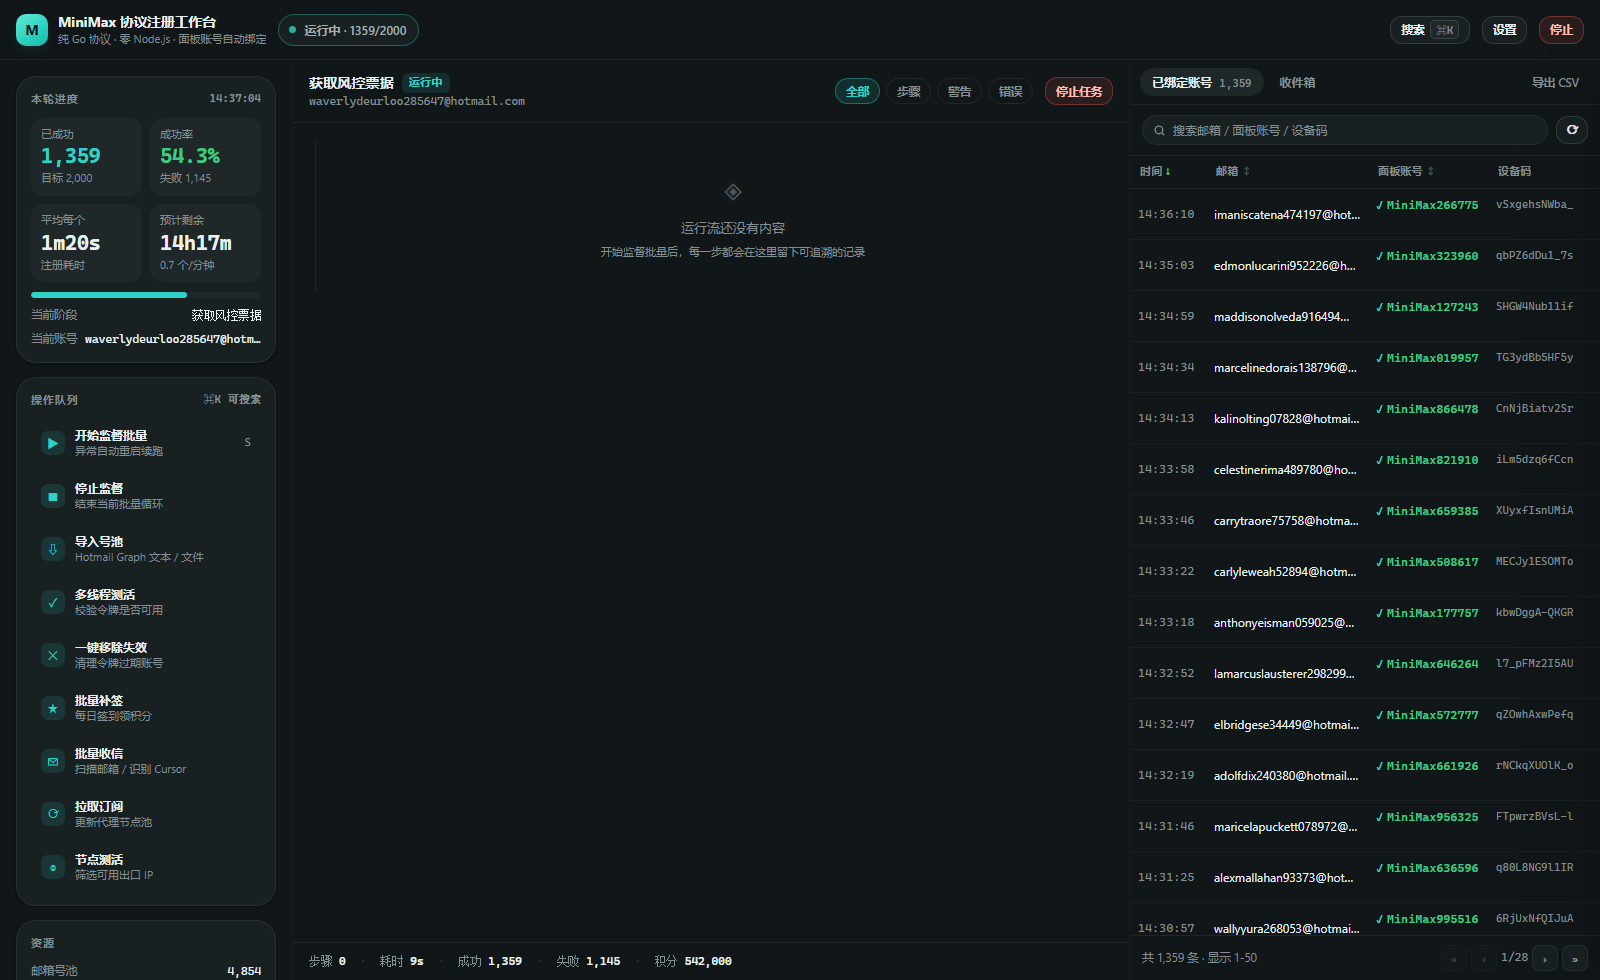 M
MiniMax 协议注册工作台
纯 Go 协议 · 零 Node.js · 面板账号自动绑定
运行中 · 1359/2000
搜索 ⌘K
设置
停止
本轮进度 14:37:04
已成功
1,359
目标 2,000
成功率
54.3%
失败 1,145
平均每个
1m20s
注册耗时
预计剩余
14h17m
0.7 个/分钟
当前阶段 获取风控票据
当前账号 waverlydeurloo285647@hotm…
操作队列 ⌘K 可搜索
开始监督批量 S
异常自动重启续跑
停止监督
结束当前批量循环
导入号池
Hotmail Graph 文本 / 文件
多线程测活
校验令牌是否可用
一键移除失效
清理令牌过期账号
批量补签
每日签到领积分
批量收信
扫描邮箱 / 识别 Cursor
拉取订阅
更新代理节点池
节点测活
筛选可用出口 IP
资源
邮箱号池 4,854
获取风控票据 运行中
waverlydeurloo285647@hotmail.com
全部 步骤 警告 错误 停止任务
运行流还没有内容
开始监督批量后，每一步都会在这里留下可追溯的记录
步骤 0 · 耗时 9s · 成功 1,359 · 失败 1,145 · 积分 542,000
已绑定账号 1,359 收件箱 导出 CSV
搜索邮箱 / 面板账号 / 设备码
时间 ↓ 邮箱 面板账号 设备码
14:36:10 imaniscatena474197@hot... ✓ MiniMax266775 vSxgehsNWba_
14:35:03 edmonlucarini952226@h... ✓ MiniMax323960 qbPZ6dDul_7s
14:34:59 maddisonolveda916494... ✓ MiniMax127243 SHGW4Nub11if
14:34:34 marcelinedorais138796@... ✓ MiniMax019957 TG3ydBb5HF5y
14:34:13 kalinolting07828@hotmai... ✓ MiniMax866478 CnNjBiatv2Sr
14:33:58 celestinerima489780@ho... ✓ MiniMax821910 iLm5dzq6fCcn
14:33:46 carrytraore75758@hotma... ✓ MiniMax659385 XUyxfIsnUMiA
14:33:22 carlyleweah52894@hotm... ✓ MiniMax508617 MECJy1ESOMTo
14:33:18 anthonyeisman059025@... ✓ MiniMax177757 kbwDggA-QKGR
14:32:52 lamarcuslausterer298299... ✓ MiniMax646264 l7_pFMz2I5AU
14:32:47 elbridgese34449@hotmai... ✓ MiniMax572777 qZOwhAxwPefq
14:32:19 adolfdix240380@hotmail.... ✓ MiniMax661926 rNCkqXUOlK_o
14:31:46 maricelapuckett078972@... ✓ MiniMax956325 FTpwrzBVsL-l
14:31:25 alexmallahan93373@hot... ✓ MiniMax636596 q80L8NG9l1IR
14:30:57 wallyyura268053@hotmai... ✓ MiniMax995516 6RjUxNfQIJuA
共 1,359 条 · 显示 1-50 « ‹ 1/28 › »